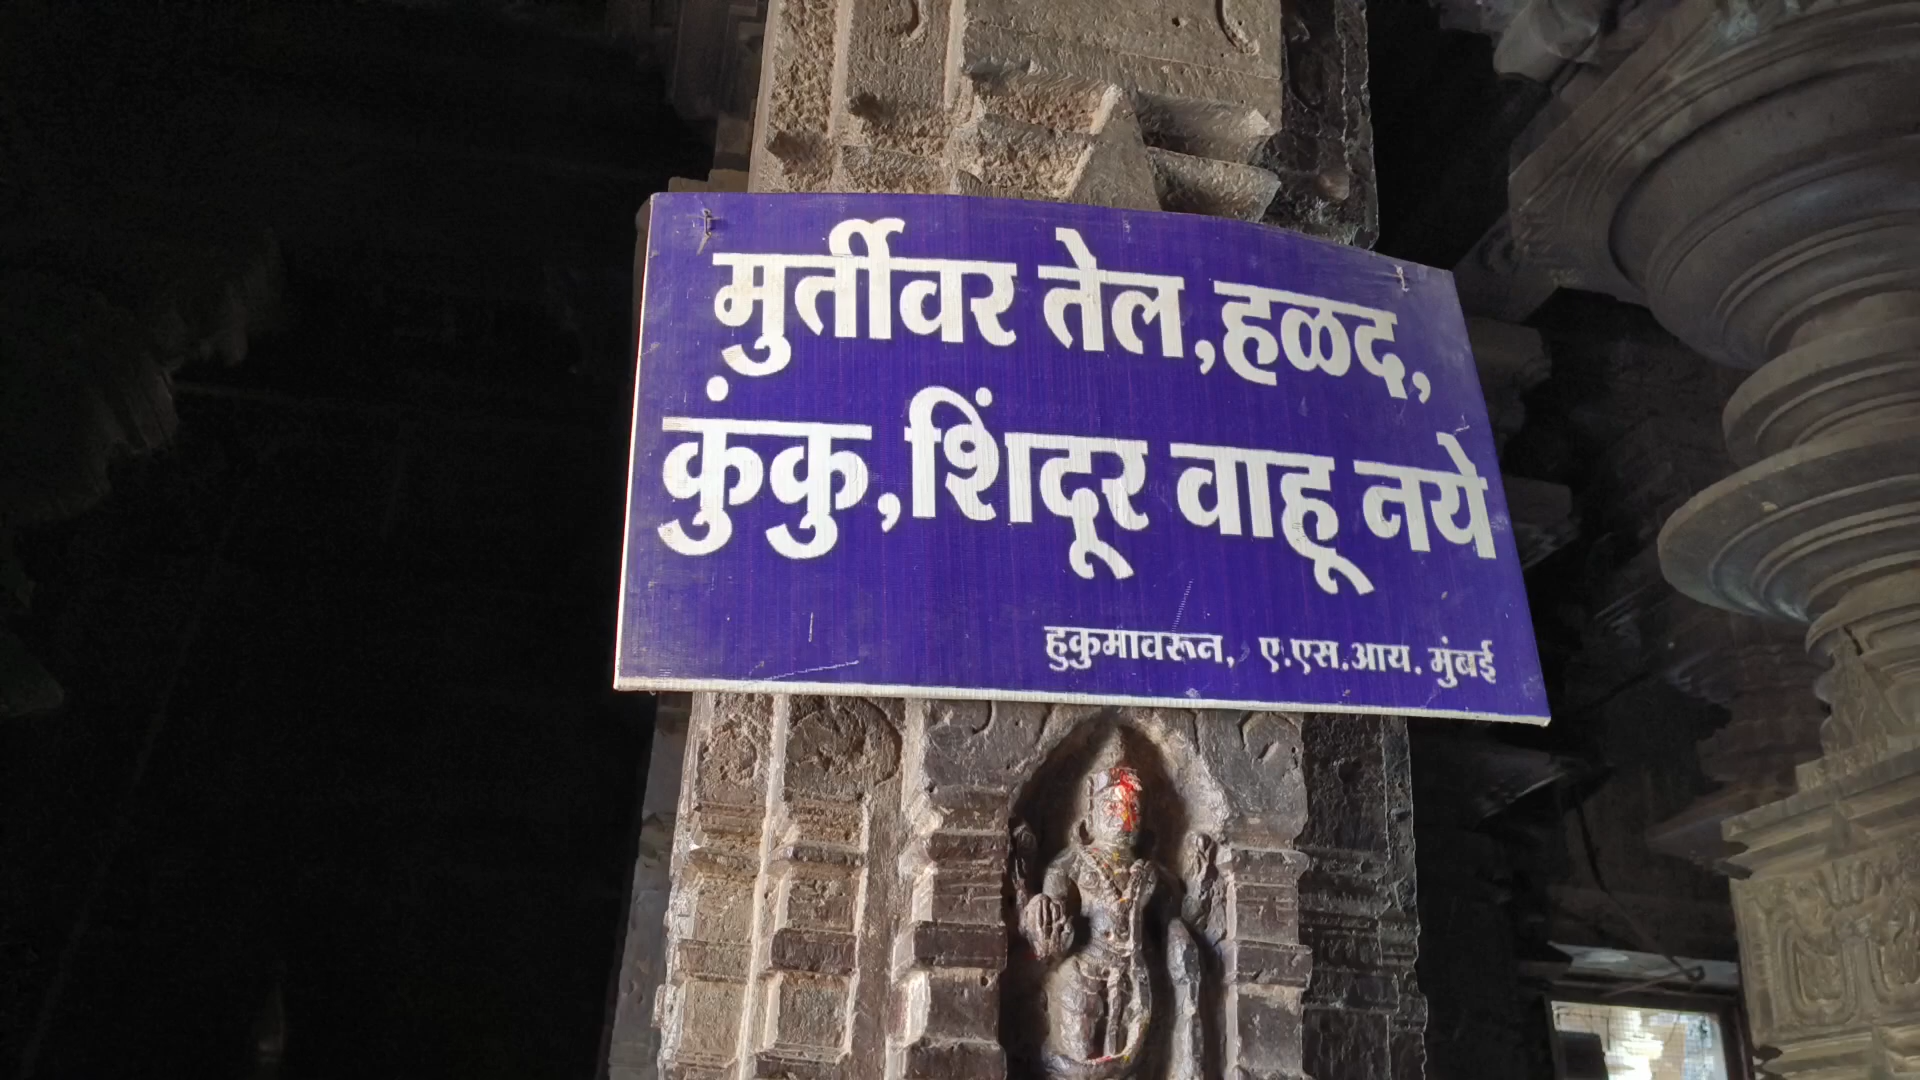 मुर्तीवर तेल,हळद,
कुंकु,शिंदूर वाहू नये
हुकुमावरून, ए.एस.आय. मुंबई